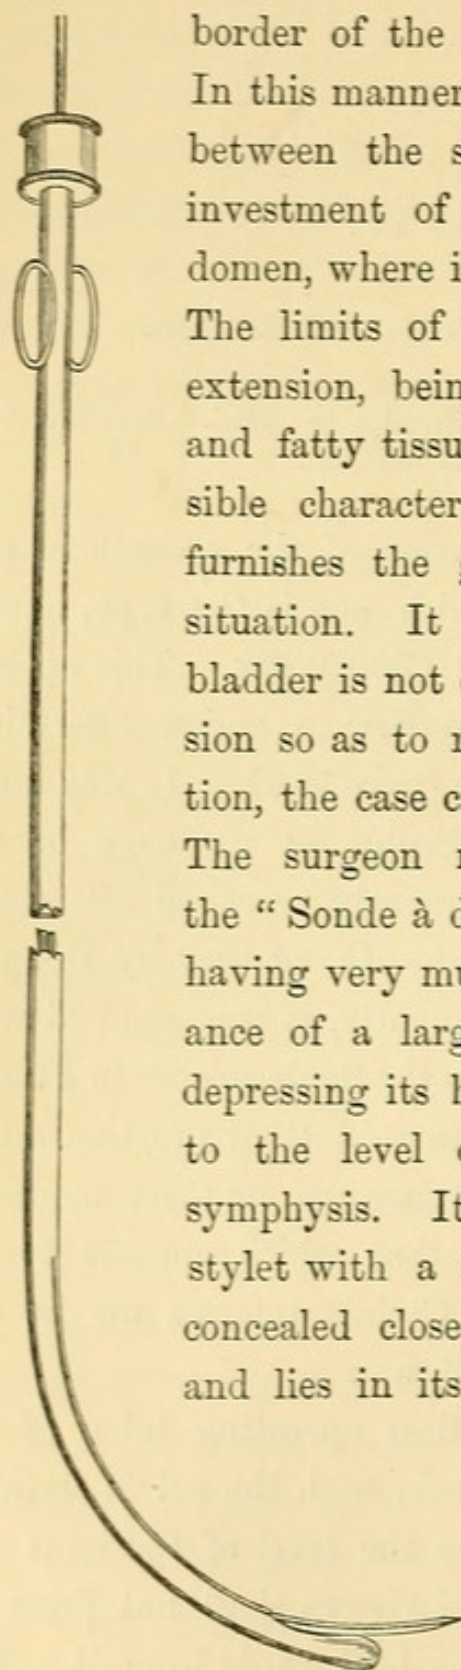 border of the
In this manner
between the s
investment of
domen, where i
The limits of
extension, bein
and fatty tissu
sible character
furnishes the
situation. It
bladder is not
sion so as to r
tion, the case c
The surgeon r
the “ Sonde à d
having very mu
ance of a larg
depressing its l
to the level
symphysis. It
stylet with a
concealed close
and lies in its